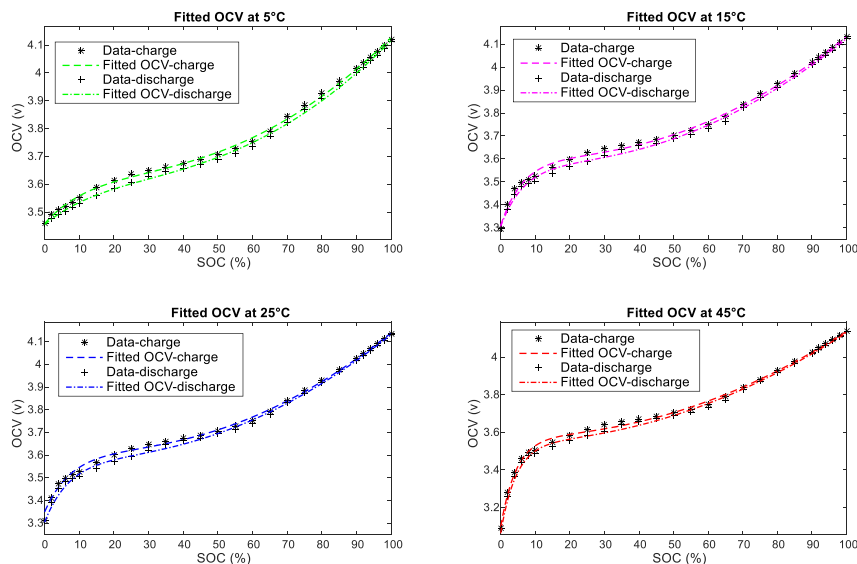 Fitted OCV at 5°C
4.1
4
3.9
3.8
3.7
3.6
3.5
OCV (v)
Data-charge
Fitted OCV-charge
Data-discharge
Fitted OCV-discharge
0 10 20 30 40 50 60 70 80 90 100
SOC (%)
Fitted OCV at 15°C
4.1
4
3.9
3.8
3.7
3.6
3.5
3.4
3.3
OCV (v)
Data-charge
Fitted OCV-charge
Data-discharge
Fitted OCV-discharge
0 10 20 30 40 50 60 70 80 90 100
SOC (%)
Fitted OCV at 25°C
4.1
4
3.9
3.8
3.7
3.6
3.5
3.4
3.3
OCV (v)
Data-charge
Fitted OCV-charge
Data-discharge
Fitted OCV-discharge
0 10 20 30 40 50 60 70 80 90 100
SOC (%)
Fitted OCV at 45°C
4
3.8
3.6
3.4
3.2
OCV (v)
Data-charge
Fitted OCV-charge
Data-discharge
Fitted OCV-discharge
0 10 20 30 40 50 60 70 80 90 100
SOC (%)